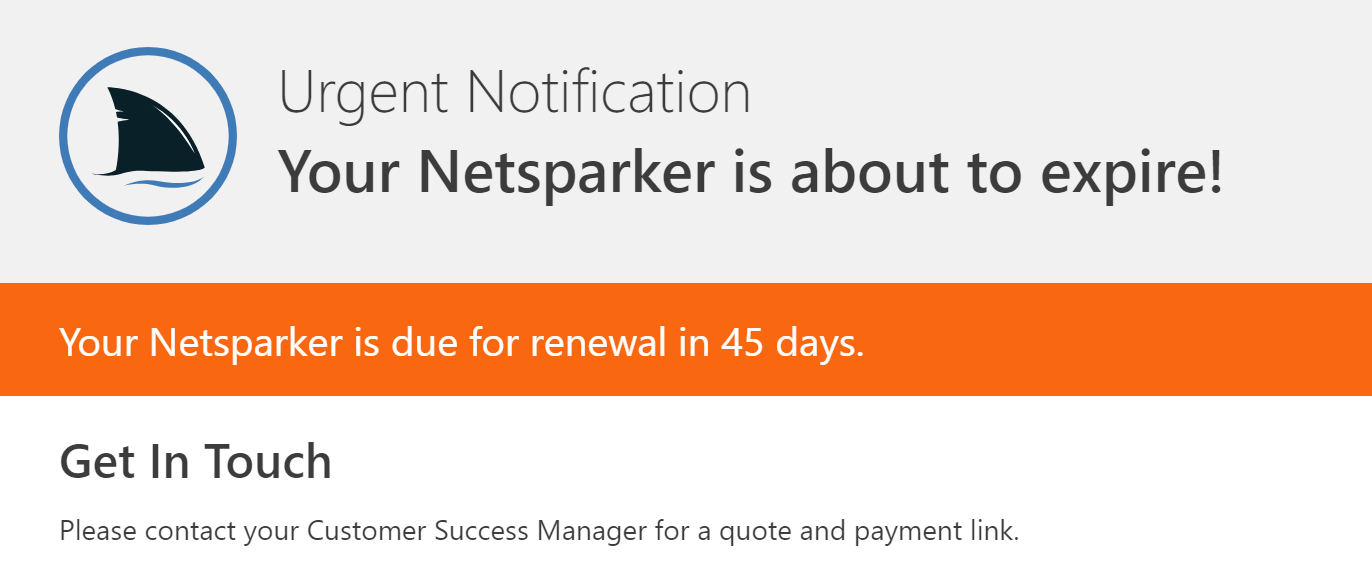 Urgent Notification
Your Netsparker is about to expire!
Your Netsparker is due for renewal in 45 days.
Get In Touch
Please contact your Customer Success Manager for a quote and payment link.